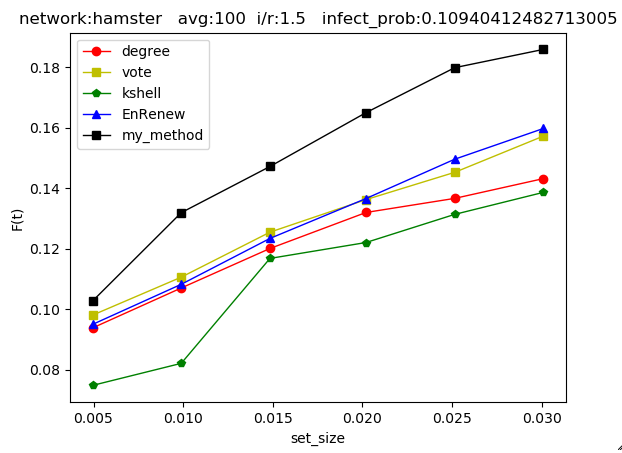 network:hamster   avg:100  i/r:1.5   infect_prob:0.10940412482713005
degree
vote
kshell
EnRenew
my_method
F(t)
0.18
0.16
0.14
0.12
0.10
0.08
0.005 0.010 0.015 0.020 0.025 0.030
set_size